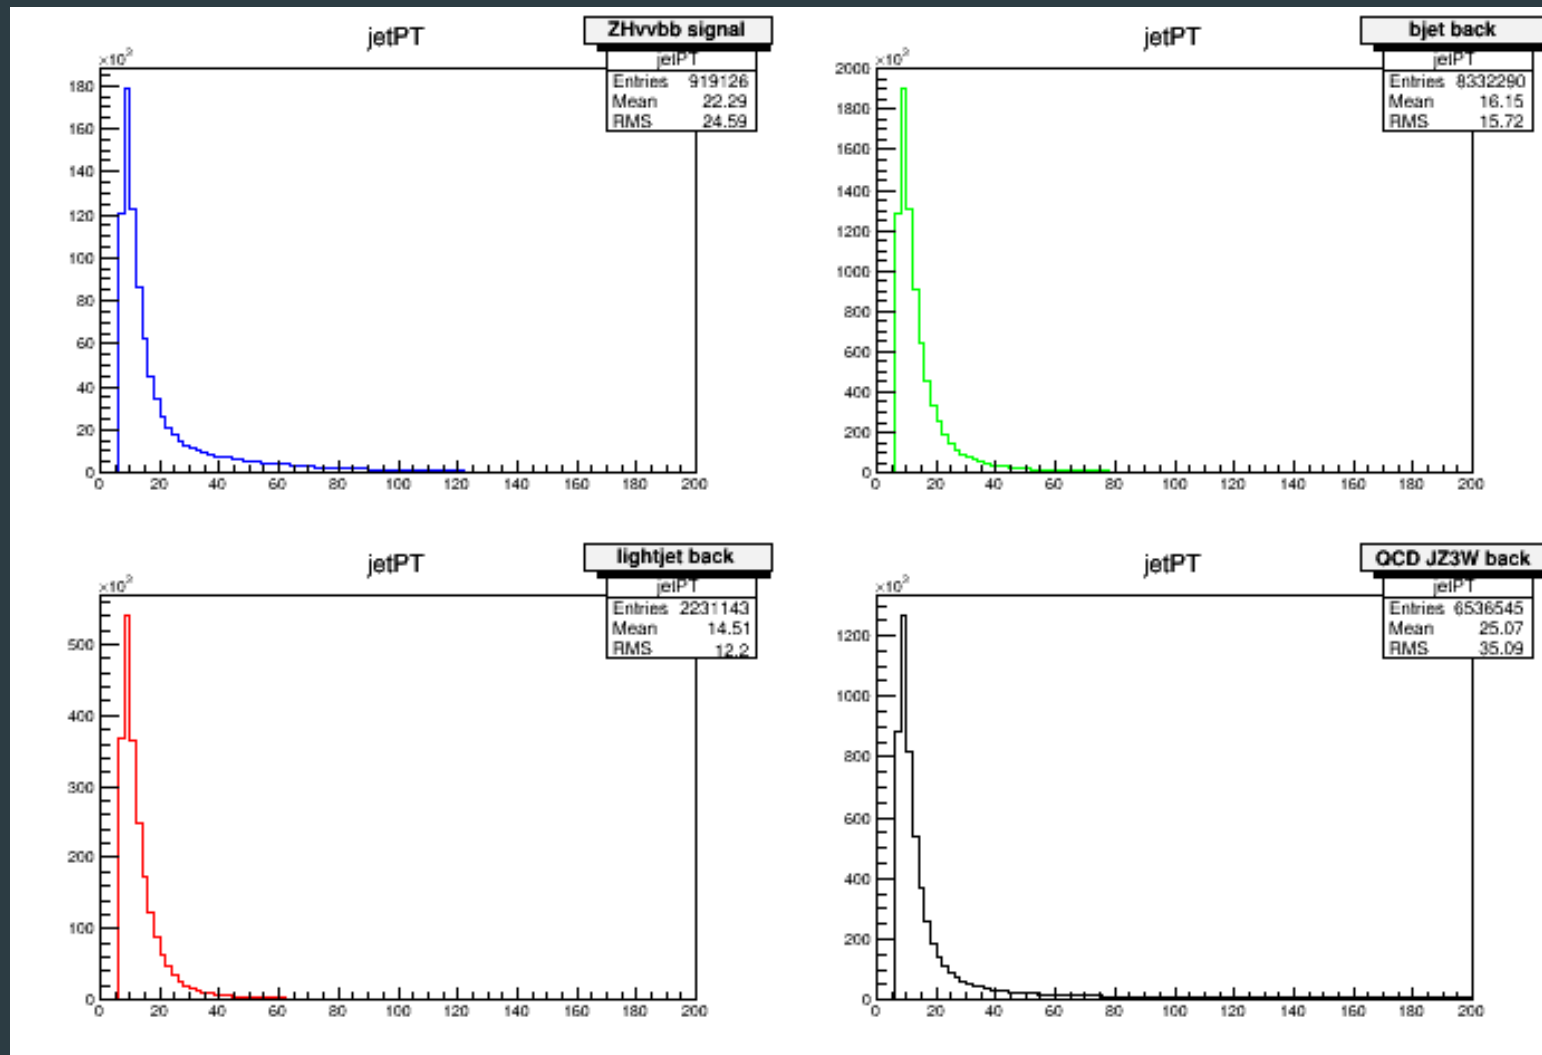 jetPT
ZHvvbb signal
jetPT
Entries 919126
Mean 22.29
RMS 24.59
×10³
180
160
140
120
100
80
60
40
20
0
0 20 40 60 80 100 120 140 160 180 200
jetPT
bjet back
jetPT
Entries 8332290
Mean 16.15
RMS 15.72
×10³
2000
1800
1600
1400
1200
1000
800
600
400
200
0
0 20 40 60 80 100 120 140 160 180 200
jetPT
lightjet back
jetPT
Entries 2231143
Mean 14.51
RMS 12.2
×10³
500
400
300
200
100
0
0 20 40 60 80 100 120 140 160 180 200
jetPT
QCD JZ3W back
jetPT
Entries 6536545
Mean 25.07
RMS 35.09
×10³
1200
1000
800
600
400
200
0
0 20 40 60 80 100 120 140 160 180 200